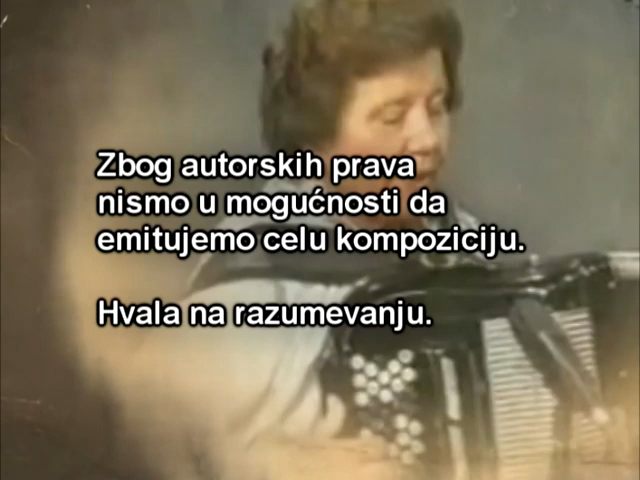 Zbog autorskih prava
nismo u mogućnosti da
emitujemo celu kompoziciju.
Hvala na razumevanju.